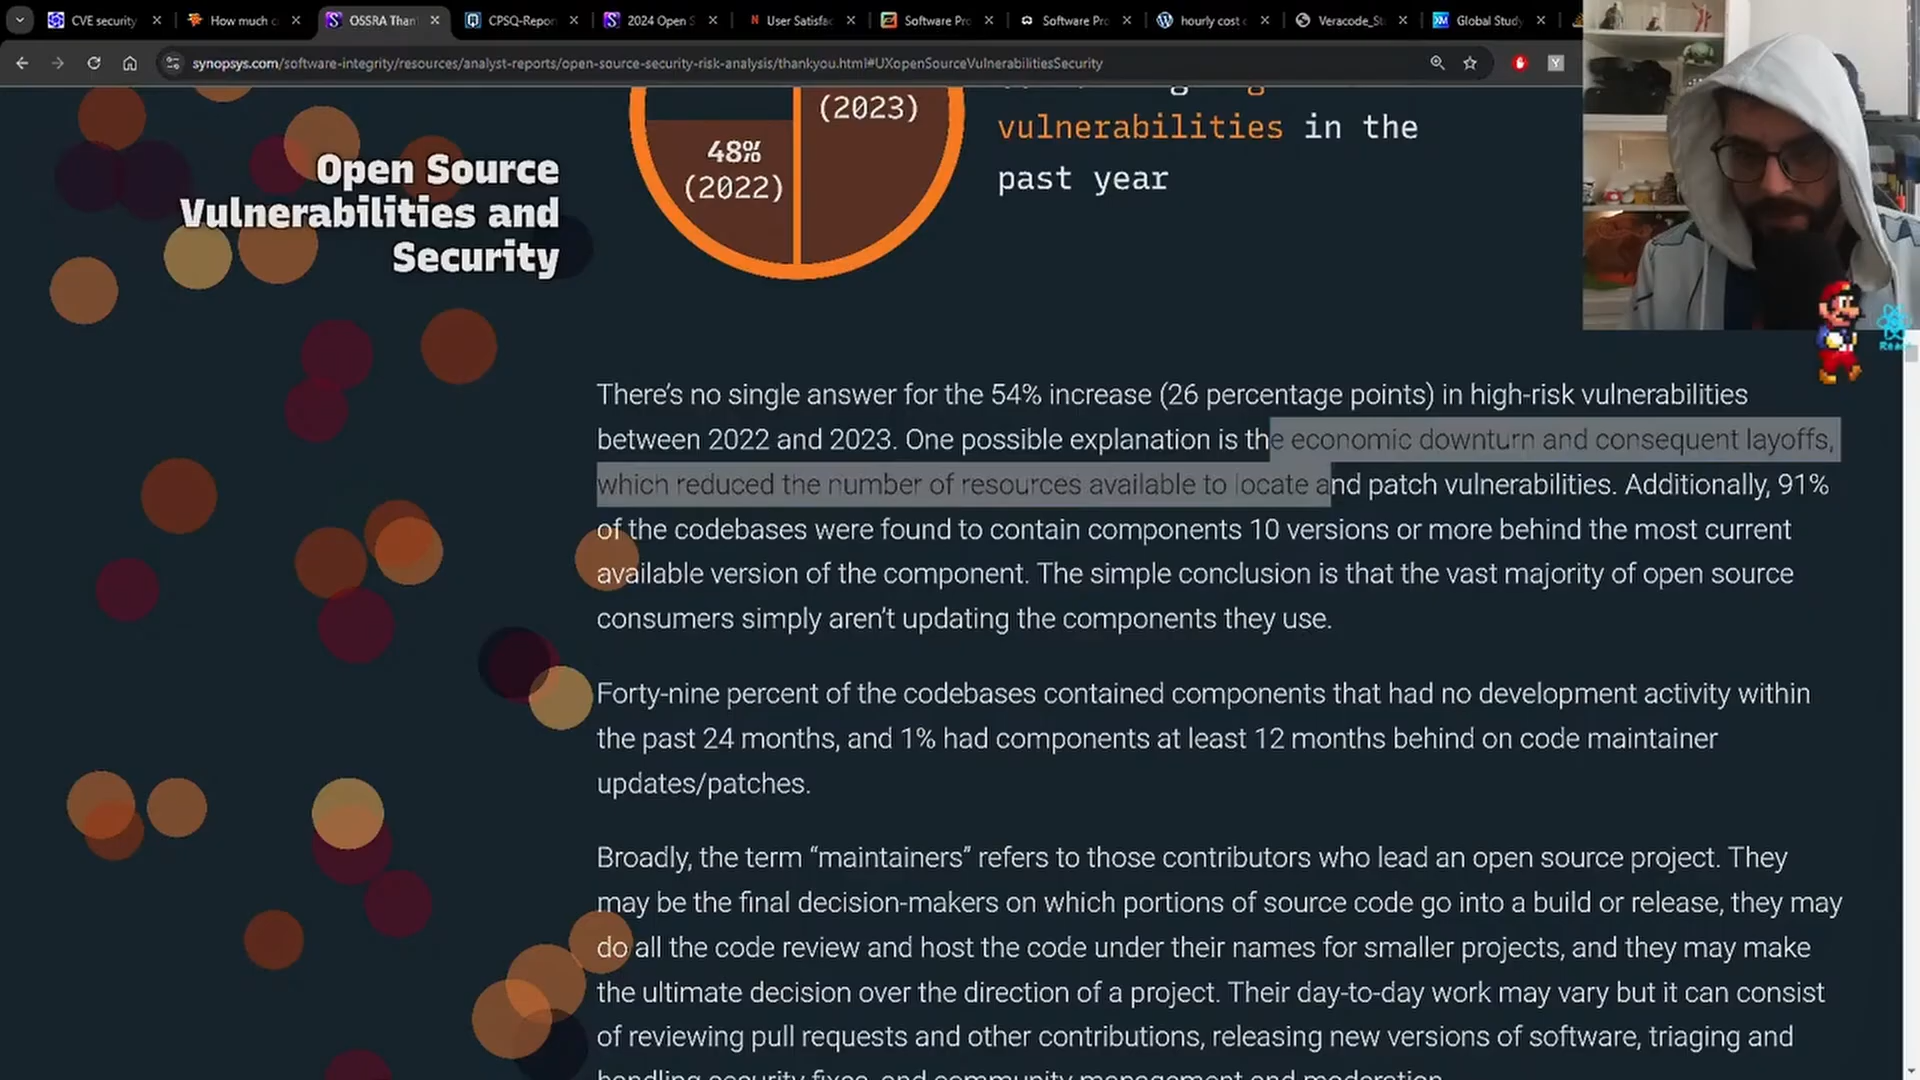 CVE security
How much c
OSSRA Than
CPSQ-Repor
2024 Open S
User Satisfac
Software Pro
Software Pro
hourly cost o
Veracode_St
Global Study
synopsys.com/software-integrity/resources/analyst-reports/open-source-security-risk-analysis/thankyou.html#UXopenSourceVulnerabilitiesSecurity
Open Source
Vulnerabilities and
Security
48%
(2022)
(2023)
vulnerabilities in the
past year
There’s no single answer for the 54% increase (26 percentage points) in high-risk vulnerabilities
between 2022 and 2023. One possible explanation is the economic downturn and consequent layoffs,
which reduced the number of resources available to locate and patch vulnerabilities. Additionally, 91%
of the codebases were found to contain components 10 versions or more behind the most current
available version of the component. The simple conclusion is that the vast majority of open source
consumers simply aren’t updating the components they use.
Forty-nine percent of the codebases contained components that had no development activity within
the past 24 months, and 1% had components at least 12 months behind on code maintainer
updates/patches.
Broadly, the term “maintainers” refers to those contributors who lead an open source project. They
may be the final decision-makers on which portions of source code go into a build or release, they may
do all the code review and host the code under their names for smaller projects, and they may make
the ultimate decision over the direction of a project. Their day-to-day work may vary but it can consist
of reviewing pull requests and other contributions, releasing new versions of software, triaging and
handling security fixes, and community management and moderation.